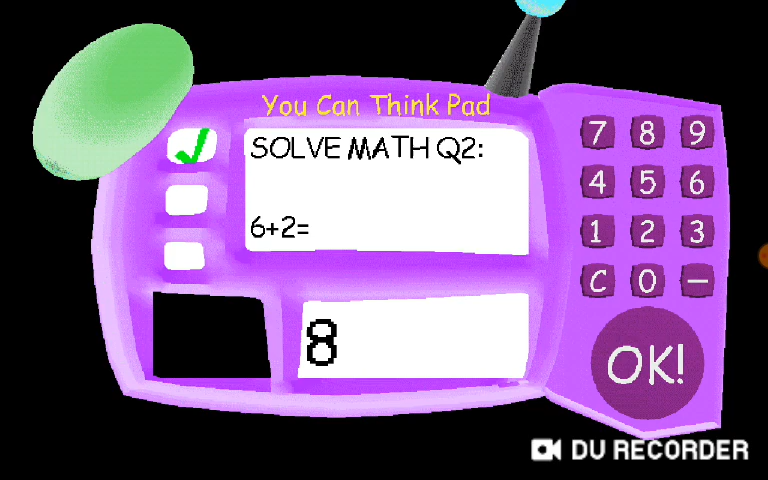 You Can Think Pad
SOLVE MATH Q2:
6+2=
8
7 8 9
4 5 6
1 2 3
C 0 —
OK!
DU RECORDER